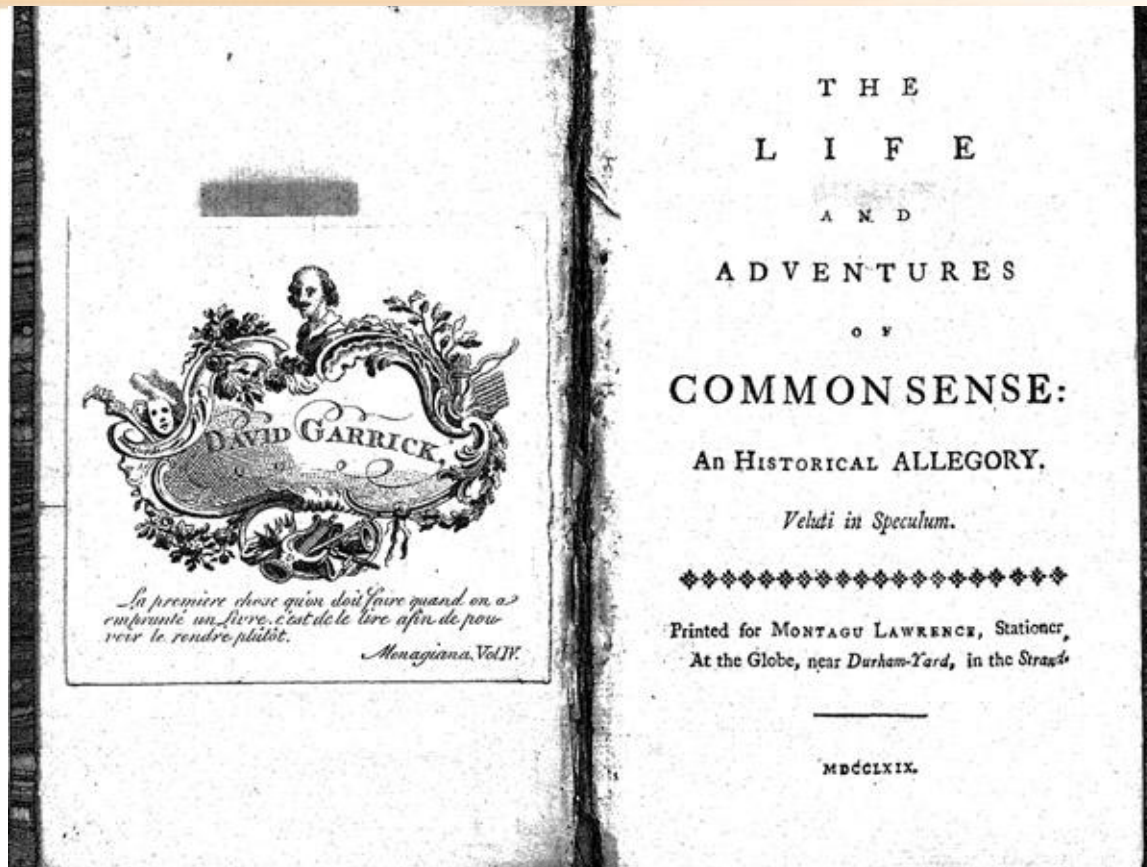 DAVID GARRICK,
La premiere chose qu'on doit faire quand on a
emprunté un Livre, c'est de le lire afin de pou-
voir le rendre plûtôt.
Menagiana. Vol IV.
THE
LIFE
AND
ADVENTURES
OF
COMMON SENSE:
An HISTORICAL ALLEGORY.
Veluti in Speculum.
Printed for MONTAGU LAWRENCE, Stationer,
At the Globe, near Durham-Yard, in the Strand.
MDCCLXIX.